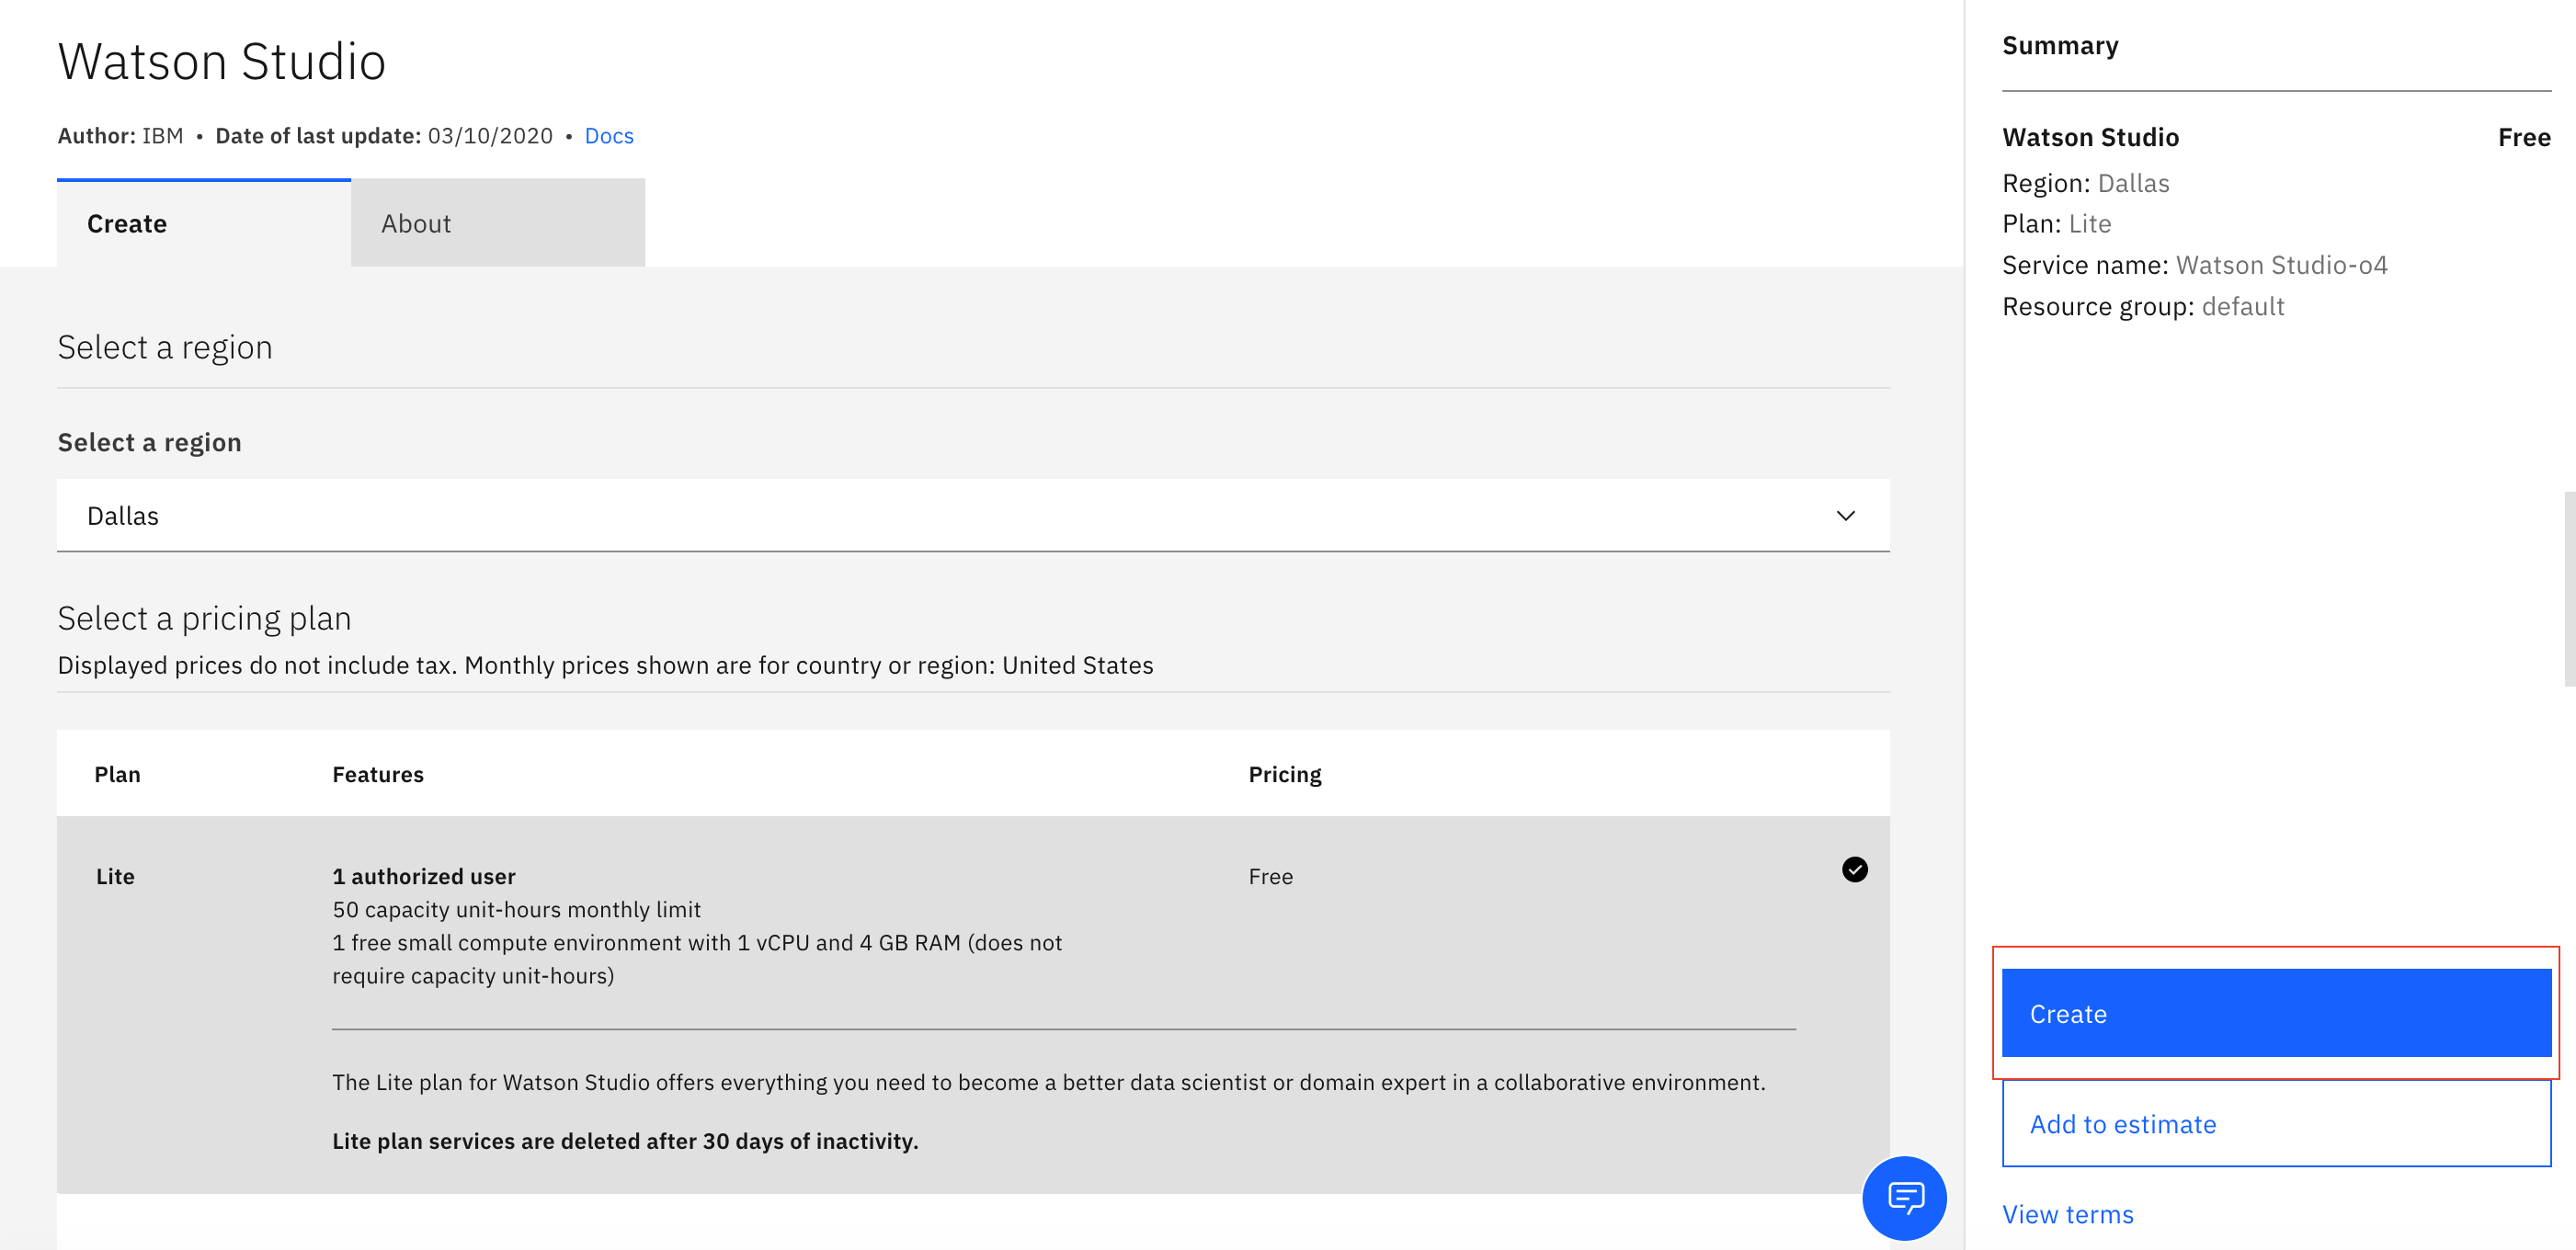 Watson Studio
Author: IBM • Date of last update: 03/10/2020 • Docs
Create
About
Select a region
Select a region
Dallas
Select a pricing plan
Displayed prices do not include tax. Monthly prices shown are for country or region: United States
Plan
Features
Pricing
Lite
1 authorized user
50 capacity unit-hours monthly limit
1 free small compute environment with 1 vCPU and 4 GB RAM (does not
require capacity unit-hours)
Free
The Lite plan for Watson Studio offers everything you need to become a better data scientist or domain expert in a collaborative environment.
Lite plan services are deleted after 30 days of inactivity.
Summary
Watson Studio
Free
Region: Dallas
Plan: Lite
Service name: Watson Studio-o4
Resource group: default
Create
Add to estimate
View terms